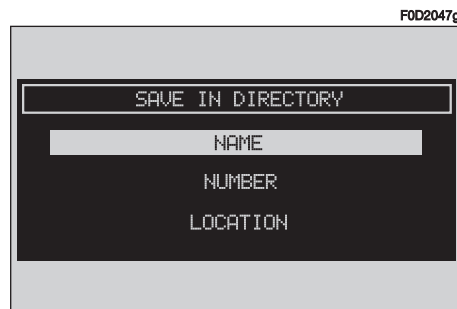 F0D2047g
SAVE IN DIRECTORY
NAME
NUMBER
LOCATION